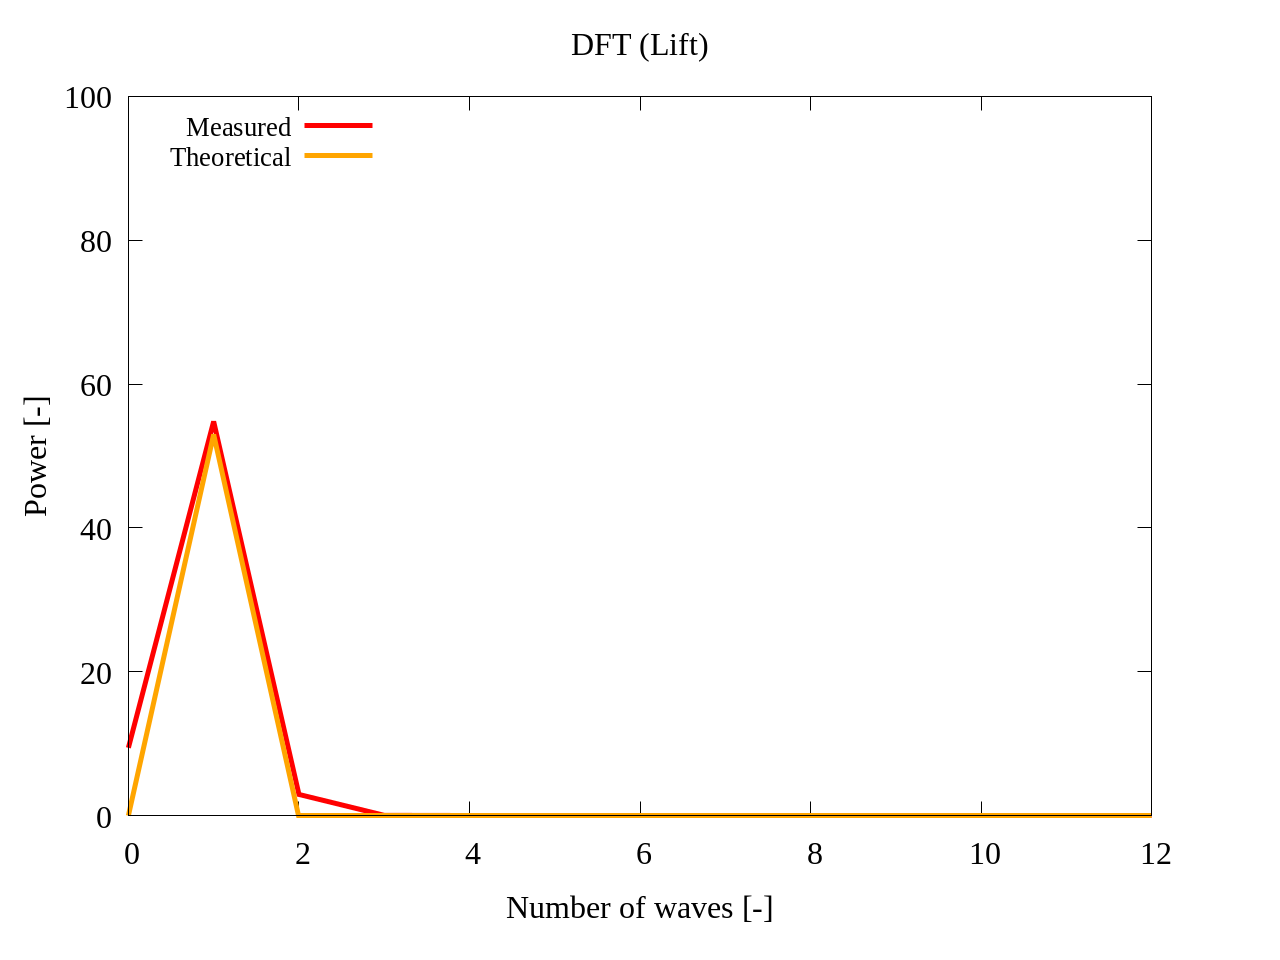 DFT (Lift)
100
Measured
Theoretical
80
60
Power [-]
40
20
0
0 2 4 6 8 10 12
Number of waves [-]